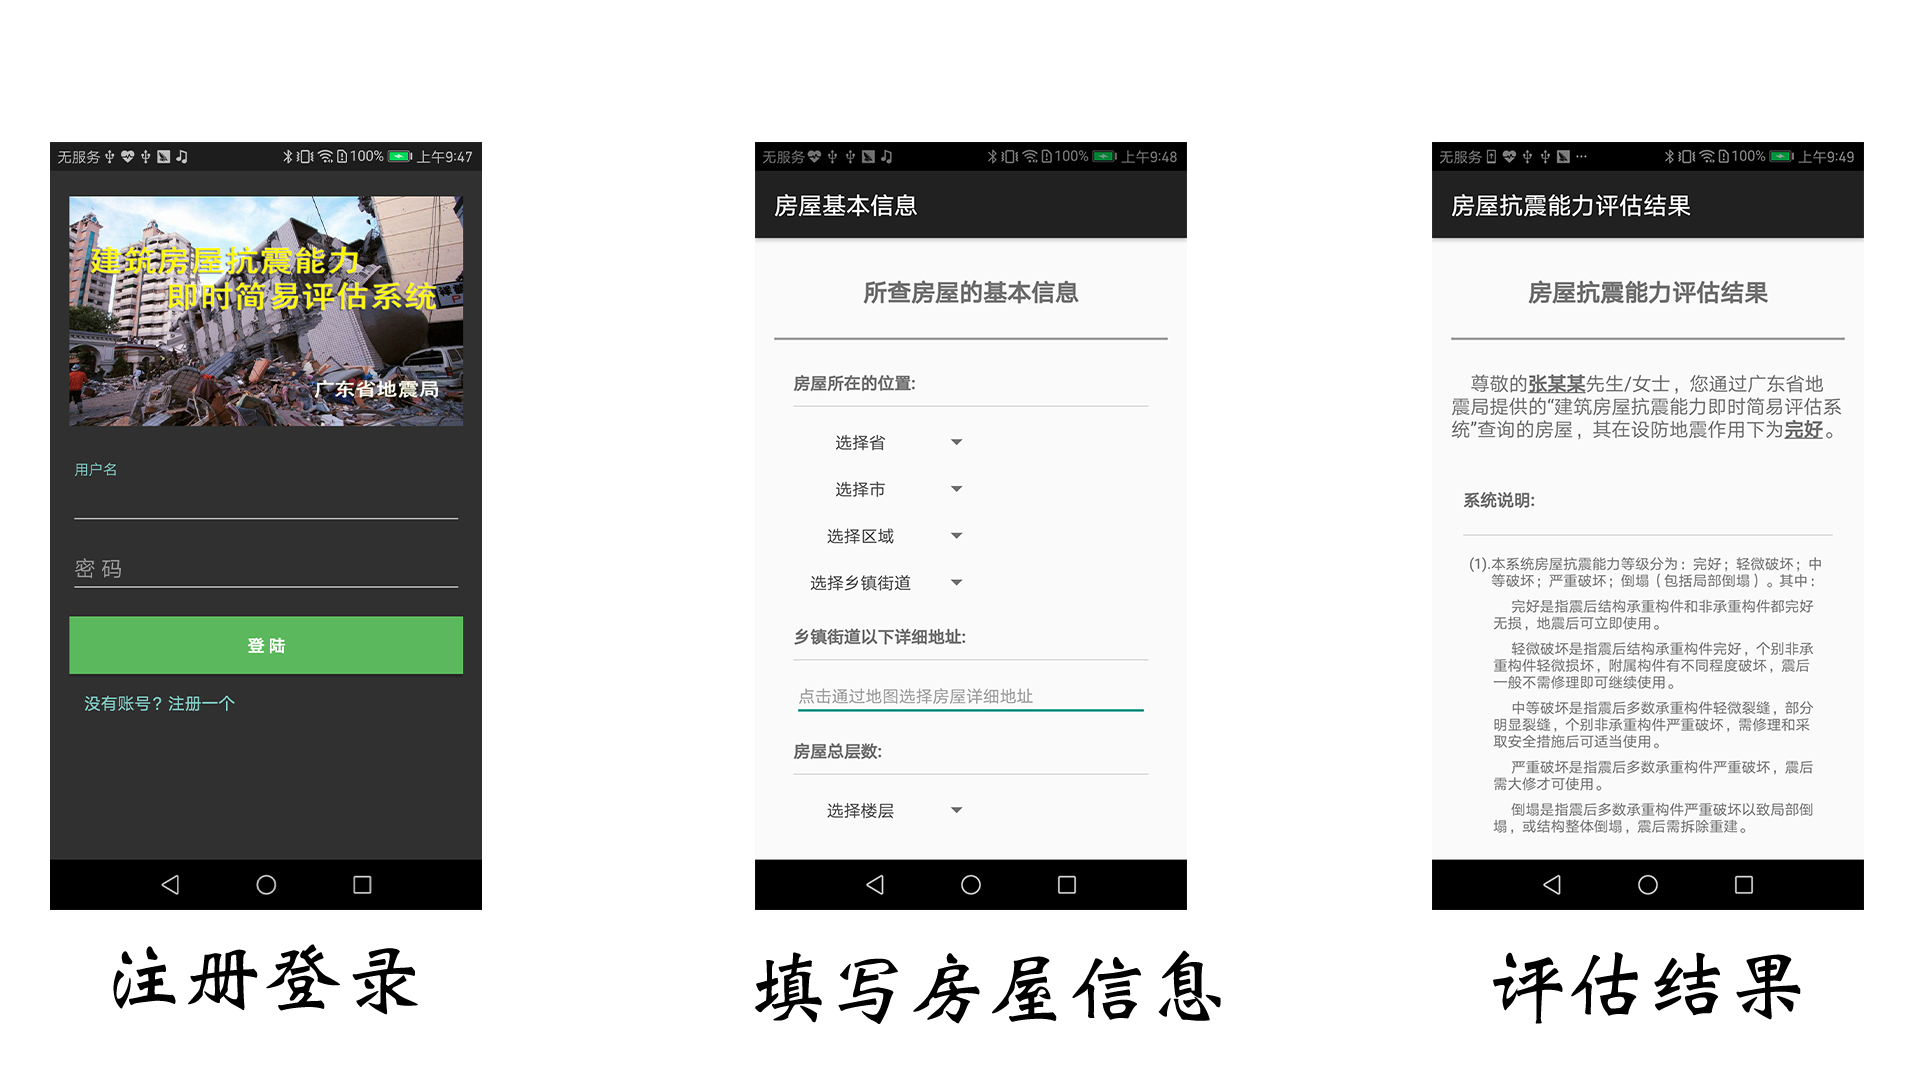 无服务 100% 上午9:47
建筑房屋抗震能力
即时简易评估系统
广东省地震局
用户名
密 码
登 陆
没有账号？注册一个
注册登录
无服务 100% 上午9:48
房屋基本信息
所查房屋的基本信息
房屋所在的位置:
选择省
选择市
选择区域
选择乡镇街道
乡镇街道以下详细地址:
点击通过地图选择房屋详细地址
房屋总层数:
选择楼层
填写房屋信息
无服务 ··· 100% 上午9:49
房屋抗震能力评估结果
房屋抗震能力评估结果
尊敬的张某某先生/女士，您通过广东省地
震局提供的“建筑房屋抗震能力即时简易评估系
统”查询的房屋，其在设防地震作用下为完好。
系统说明:
(1).本系统房屋抗震能力等级分为：完好；轻微破坏；中
等破坏；严重破坏；倒塌（包括局部倒塌）。其中：
完好是指震后结构承重构件和非承重构件都完好
无损，地震后可立即使用。
轻微破坏是指震后结构承重构件完好，个别非承
重构件轻微损坏，附属构件有不同程度破坏，震后
一般不需修理即可继续使用。
中等破坏是指震后多数承重构件轻微裂缝，部分
明显裂缝，个别非承重构件严重破坏，需修理和采
取安全措施后可适当使用。
严重破坏是指震后多数承重构件严重破坏，震后
需大修才可使用。
倒塌是指震后多数承重构件严重破坏以致局部倒
塌，或结构整体倒塌，震后需拆除重建。
评估结果